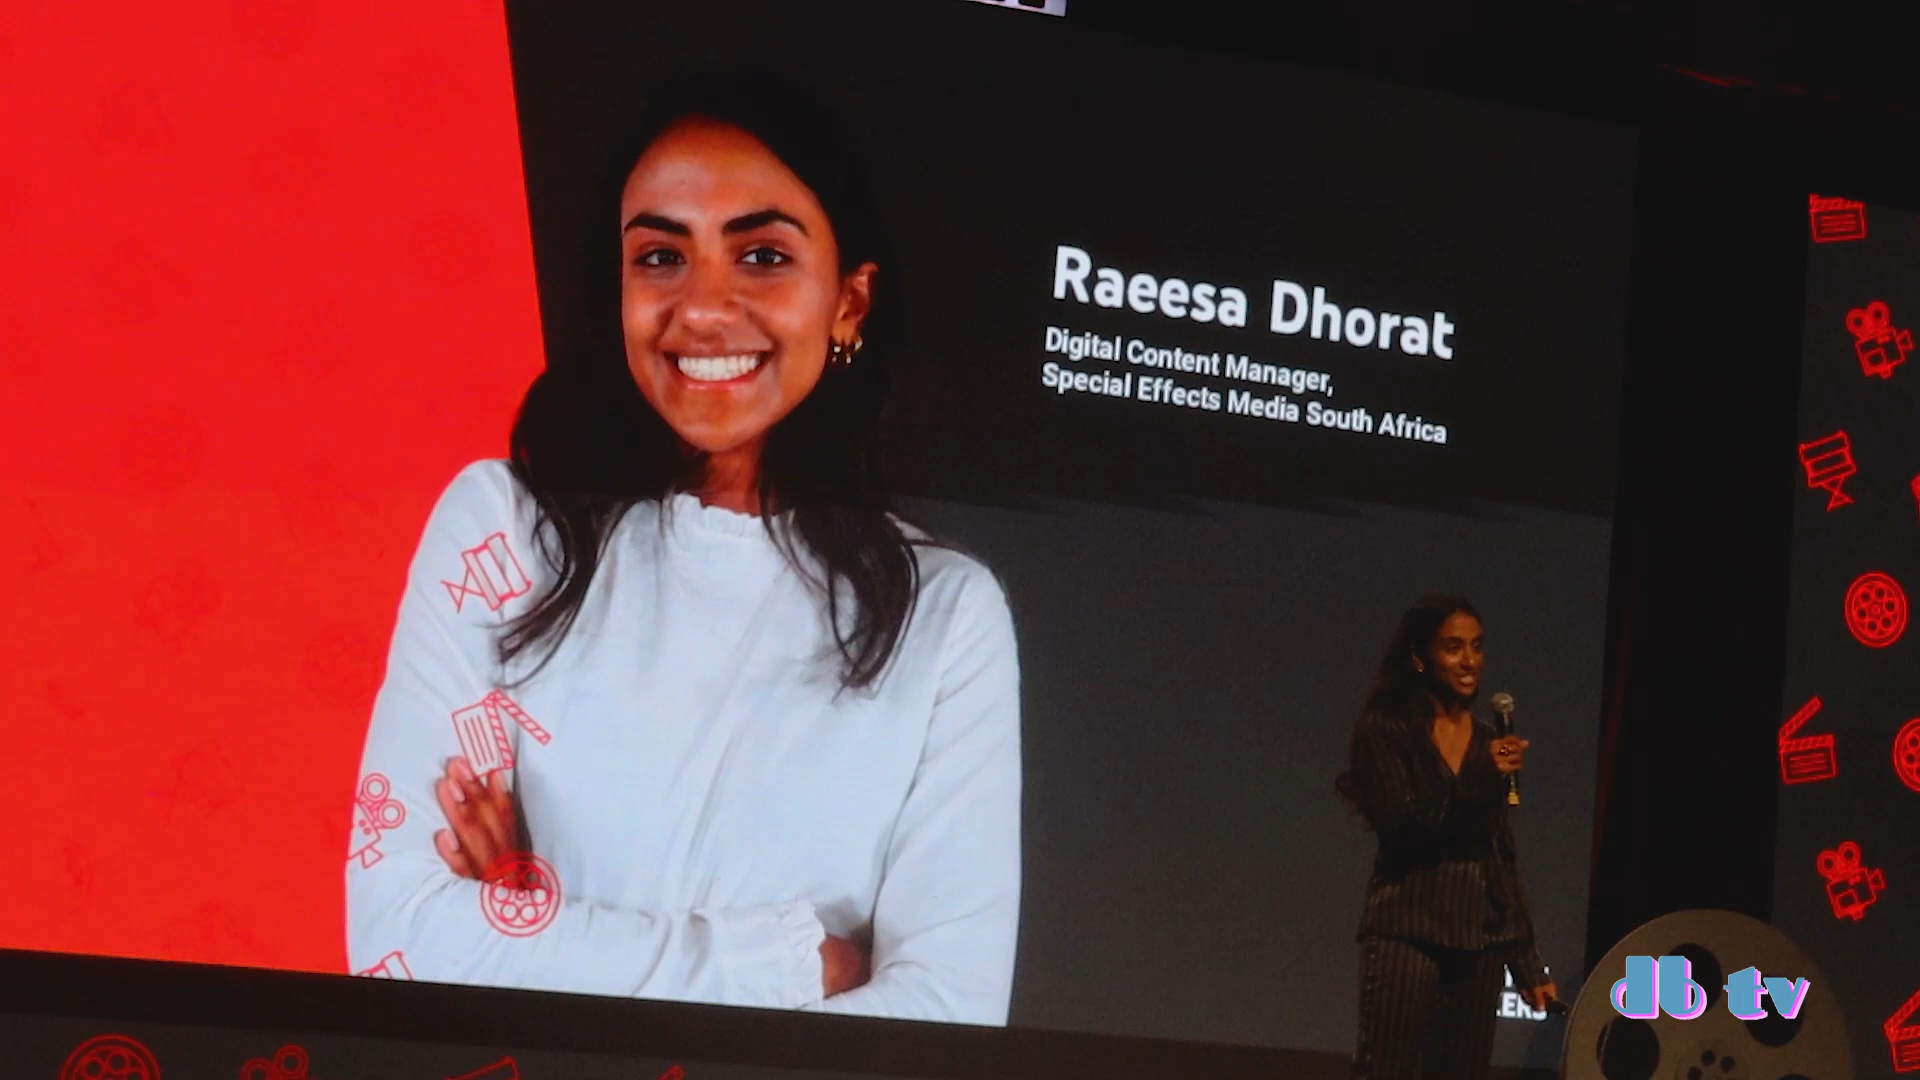 Raeesa Dhorat
Digital Content Manager,
Special Effects Media South Africa
db tv